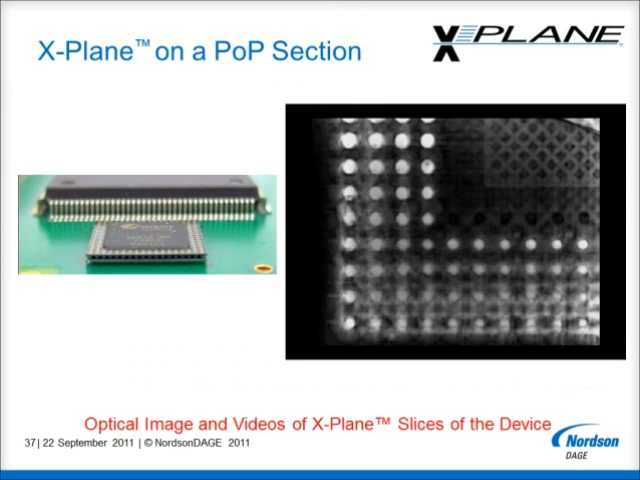 X-Plane™ on a PoP Section
X-PLANE™
Optical Image and Videos of X-Plane™ Slices of the Device
37| 22 September 2011 | © NordsonDAGE 2011
Nordson
DAGE